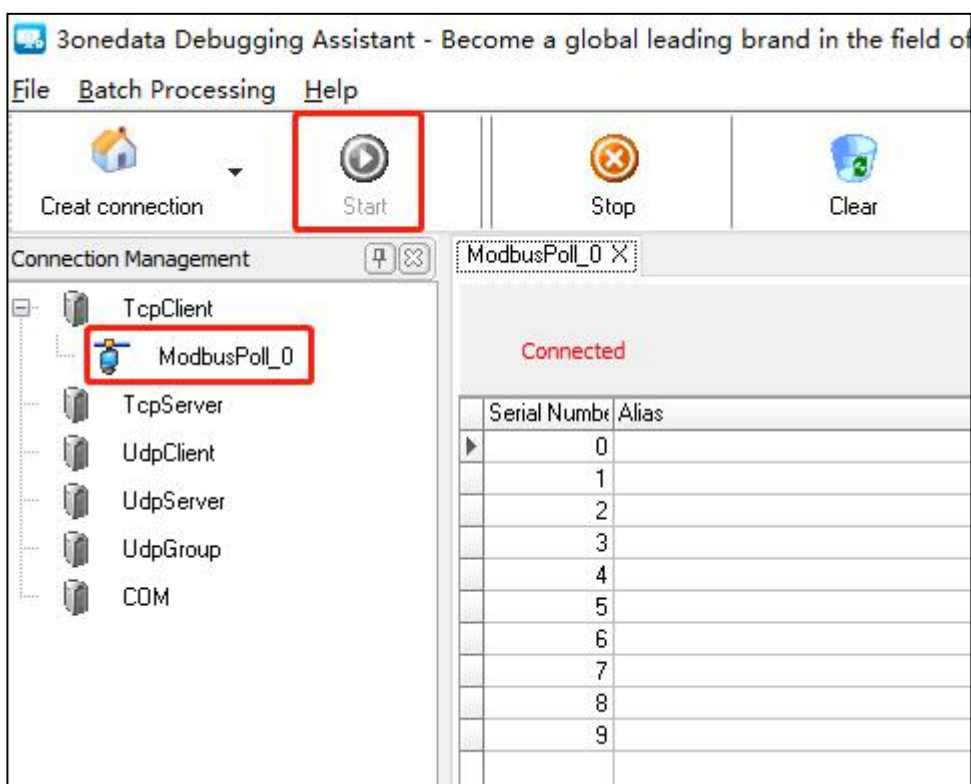 3onedata Debugging Assistant - Become a global leading brand in the field of
File Batch Processing Help
Creat connection Start Stop Clear
Connection Management
ModbusPoll_0 X
TcpClient
ModbusPoll_0
Connected
TcpServer
UdpClient
UdpServer
UdpGroup
COM
Serial Numbe Alias
0
1
2
3
4
5
6
7
8
9